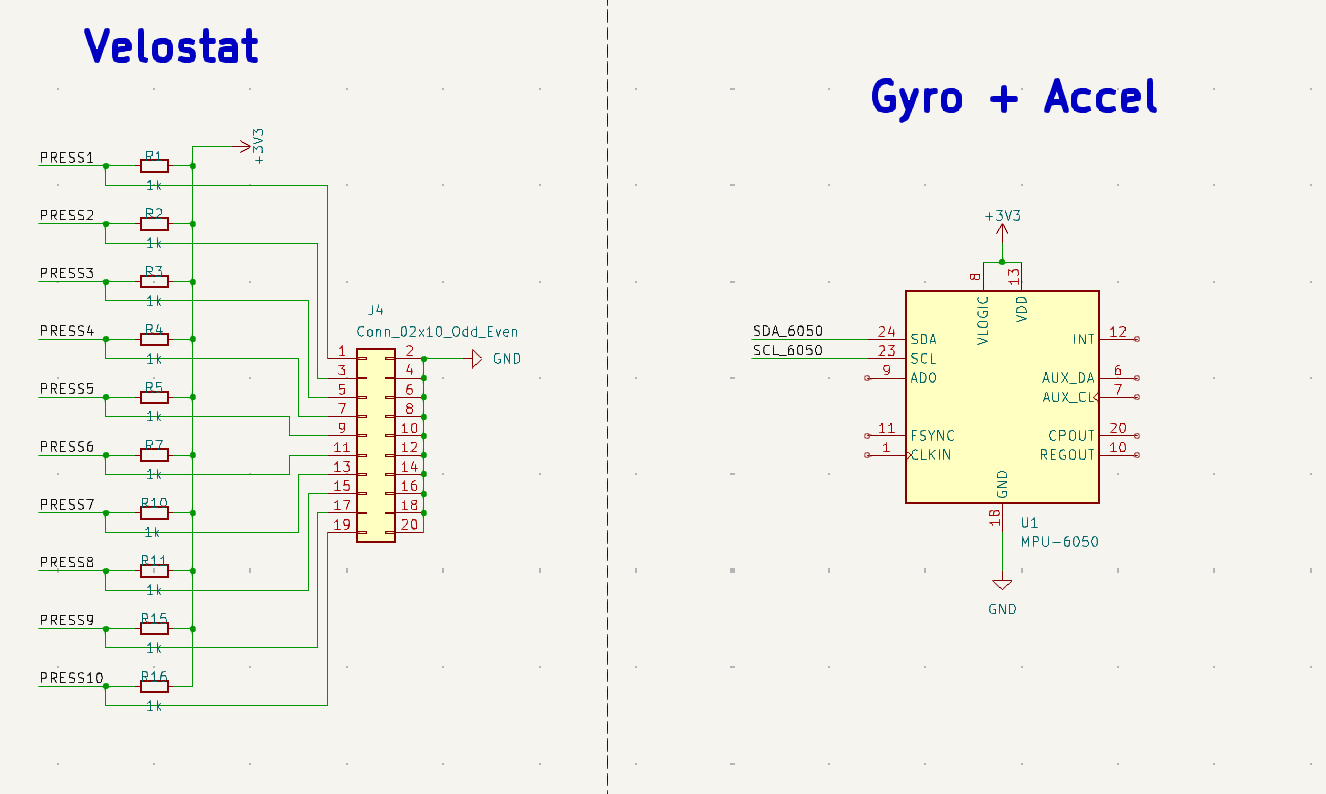 Velostat
+3V3
PRESS1
R1
1k
PRESS2
R2
1k
PRESS3
R3
1k
PRESS4
R4
1k
PRESS5
R5
1k
PRESS6
R7
1k
PRESS7
R10
1k
PRESS8
R11
1k
PRESS9
R15
1k
PRESS10
R16
1k
J4
Conn_02x10_Odd_Even
1 2
3 4
5 6
7 8
9 10
11 12
13 14
15 16
17 18
19 20
GND
Gyro + Accel
+3V3
8 13
VLOGIC VDD
SDA_6050 24 SDA INT 12
SCL_6050 23 SCL
9 AD0 AUX_DA 6
AUX_CL 7
11 FSYNC CPOUT 20
1 CLKIN REGOUT 10
GND
18
U1
MPU-6050
GND